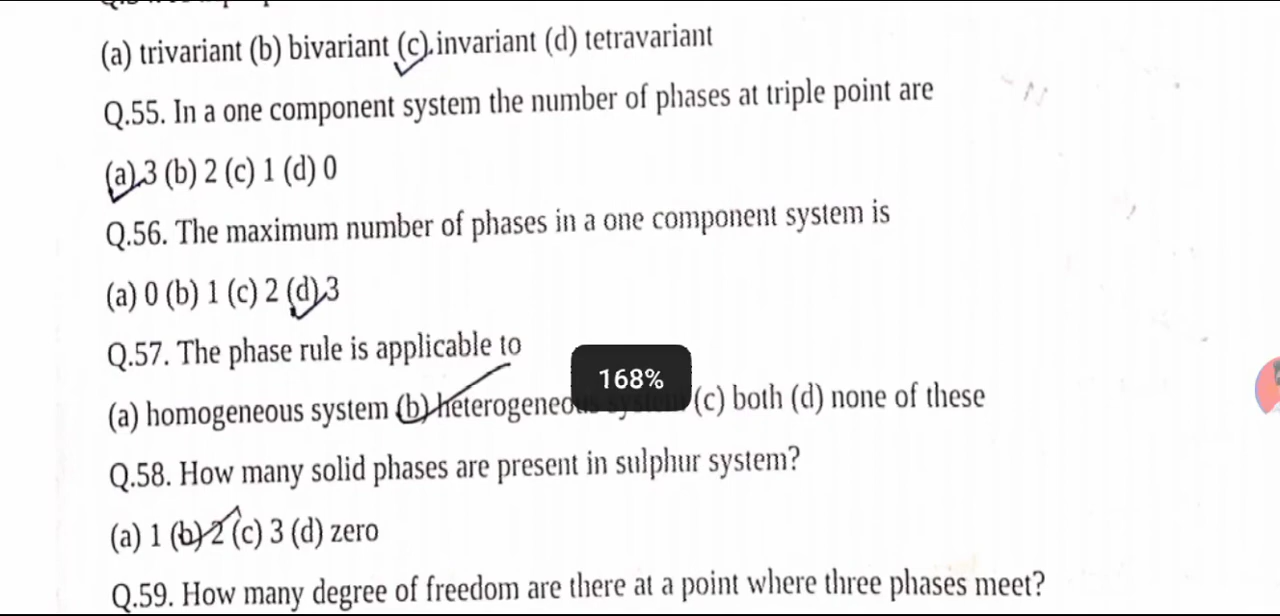 (a) trivariant (b) bivariant (c) invariant (d) tetravariant
Q.55. In a one component system the number of phases at triple point are
(a) 3 (b) 2 (c) 1 (d) 0
Q.56. The maximum number of phases in a one component system is
(a) 0 (b) 1 (c) 2 (d) 3
Q.57. The phase rule is applicable to
168%
(a) homogeneous system (b) heterogeneous system (c) both (d) none of these
Q.58. How many solid phases are present in sulphur system?
(a) 1 (b) 2 (c) 3 (d) zero
Q.59. How many degree of freedom are there at a point where three phases meet?